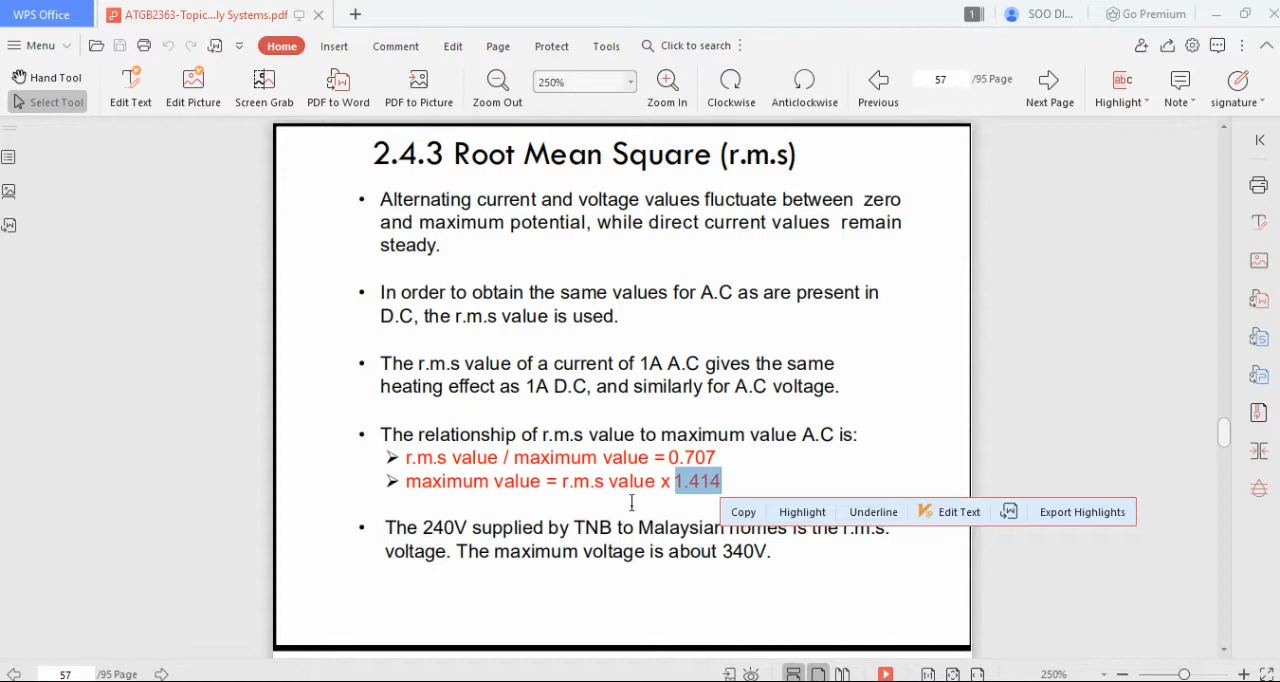 WPS Office
ATGB2363-Topic...ly Systems.pdf
1
SOO DI...
Go Premium
Menu
Home
Insert
Comment
Edit
Page
Protect
Tools
Click to search
Hand Tool
Select Tool
Edit Text
Edit Picture
Screen Grab
PDF to Word
PDF to Picture
Zoom Out
250%
Zoom In
Clockwise
Anticlockwise
Previous
57
/95 Page
Next Page
abc
Highlight
Note
signature
2.4.3 Root Mean Square (r.m.s)
• Alternating current and voltage values fluctuate between zero
and maximum potential, while direct current values remain
steady.
• In order to obtain the same values for A.C as are present in
D.C, the r.m.s value is used.
• The r.m.s value of a current of 1A A.C gives the same
heating effect as 1A D.C, and similarly for A.C voltage.
• The relationship of r.m.s value to maximum value A.C is:
➢ r.m.s value / maximum value = 0.707
➢ maximum value = r.m.s value x 1.414
Copy
Highlight
Underline
Edit Text
Export Highlights
• The 240V supplied by TNB to Malaysian homes is the r.m.s.
voltage. The maximum voltage is about 340V.
57
/95 Page
250%